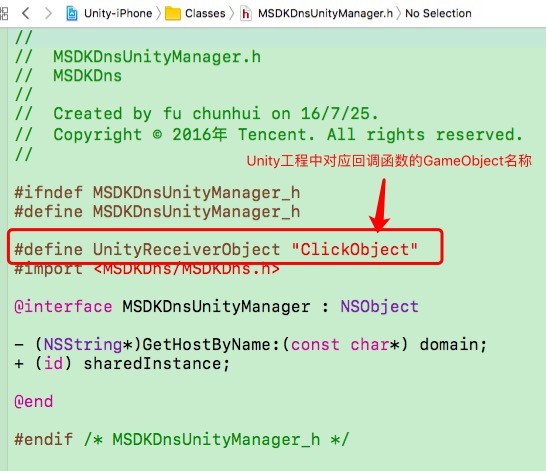 Unity-iPhone Classes h MSDKDnsUnityManager.h No Selection
//
// MSDKDnsUnityManager.h
// MSDKDns
//
// Created by fu chunhui on 16/7/25.
// Copyright © 2016年 Tencent. All rights reserved.
//
Unity工程中对应回调函数的GameObject名称
#ifndef MSDKDnsUnityManager_h
#define MSDKDnsUnityManager_h
#define UnityReceiverObject "ClickObject"
#import <MSDKDns/MSDKDns.h>
@interface MSDKDnsUnityManager : NSObject
- (NSString*)GetHostByName:(const char*) domain;
+ (id) sharedInstance;
@end
#endif /* MSDKDnsUnityManager_h */